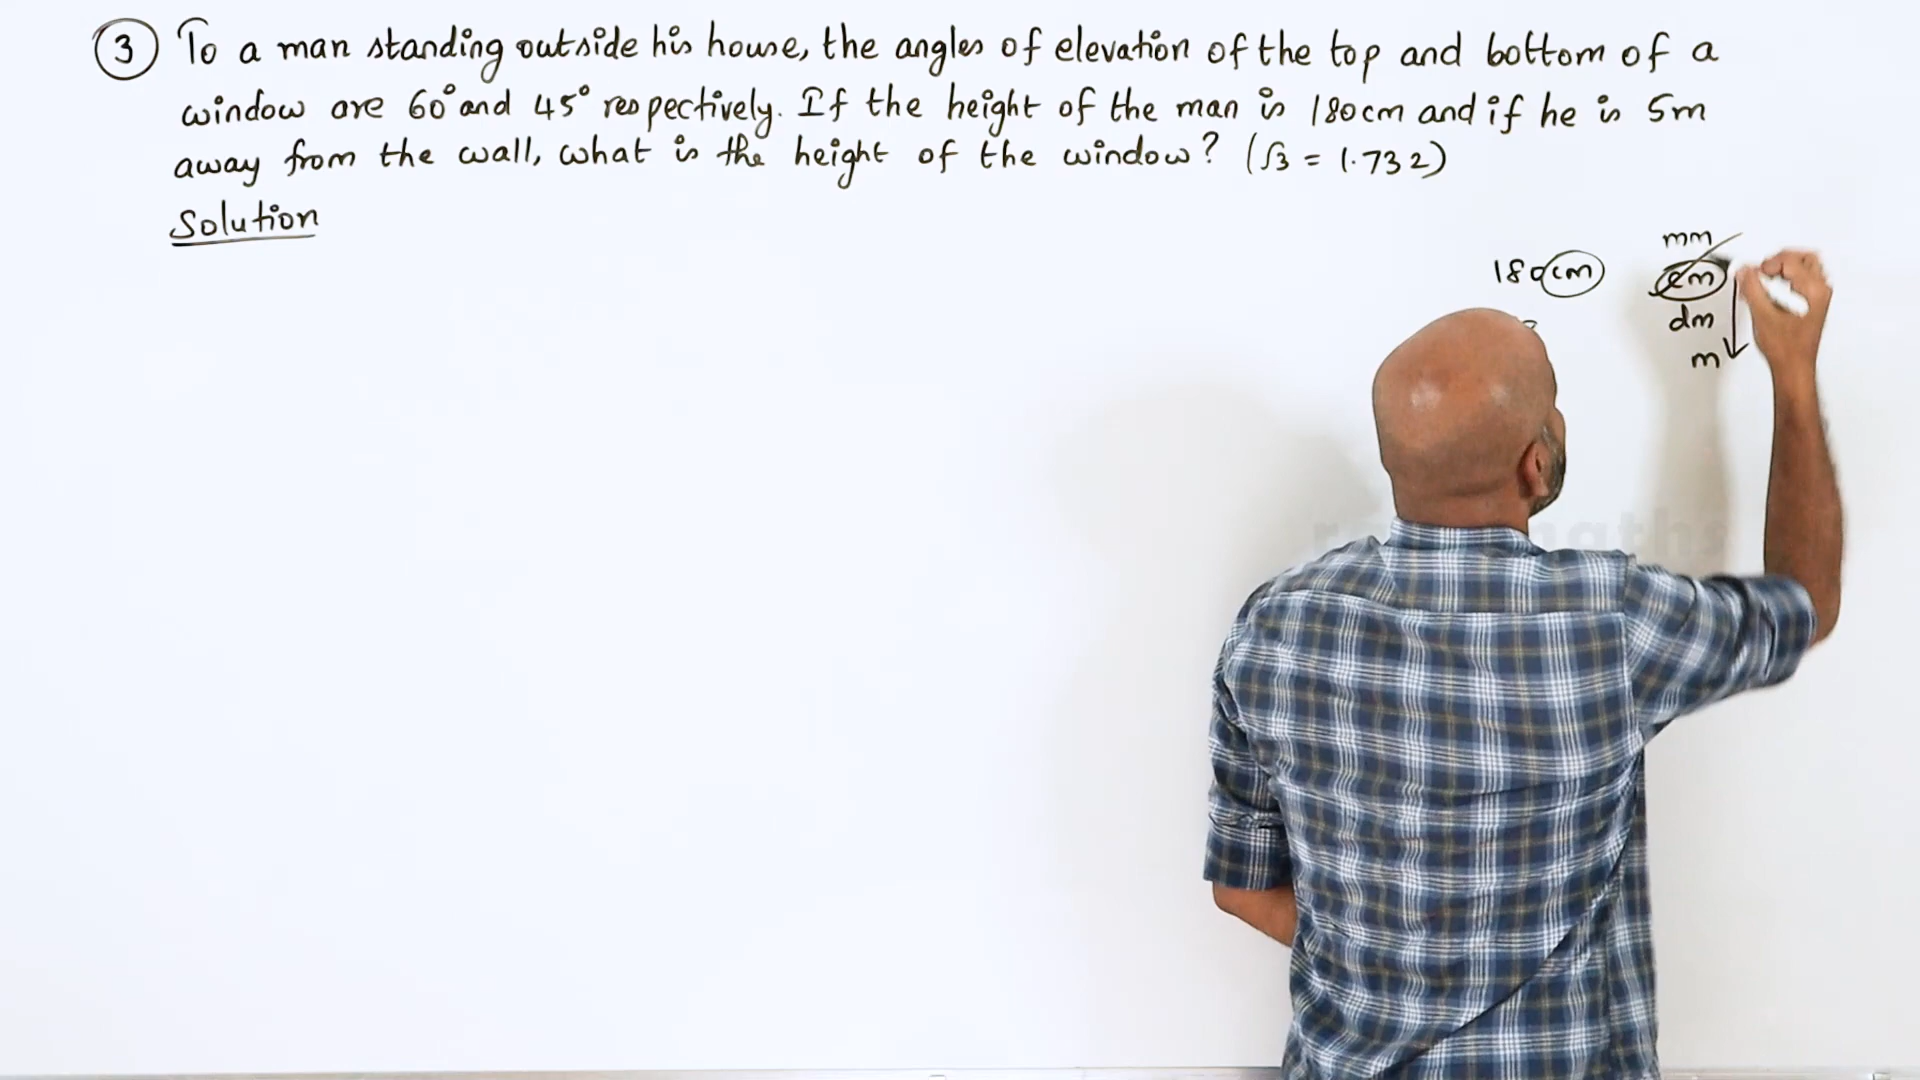 3 To a man standing outside his house, the angles of elevation of the top and bottom of a
window are 60° and 45° respectively. If the height of the man is 180cm and if he is 5m
away from the wall, what is the height of the window? (√3 = 1.732)
Solution
180cm
mm
cm
dm
m